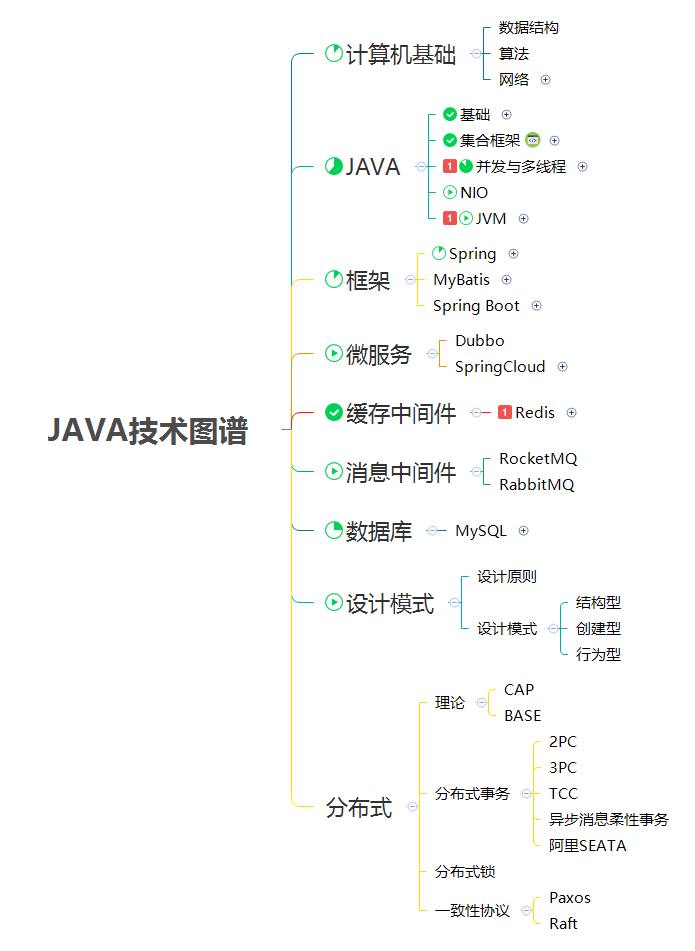 JAVA技术图谱
计算机基础
数据结构
算法
网络
JAVA
基础
集合框架
1 并发与多线程
NIO
1 JVM
框架
Spring
MyBatis
Spring Boot
微服务
Dubbo
SpringCloud
缓存中间件
1 Redis
消息中间件
RocketMQ
RabbitMQ
数据库
MySQL
设计模式
设计原则
设计模式
结构型
创建型
行为型
分布式
理论
CAP
BASE
分布式事务
2PC
3PC
TCC
异步消息柔性事务
阿里SEATA
分布式锁
一致性协议
Paxos
Raft